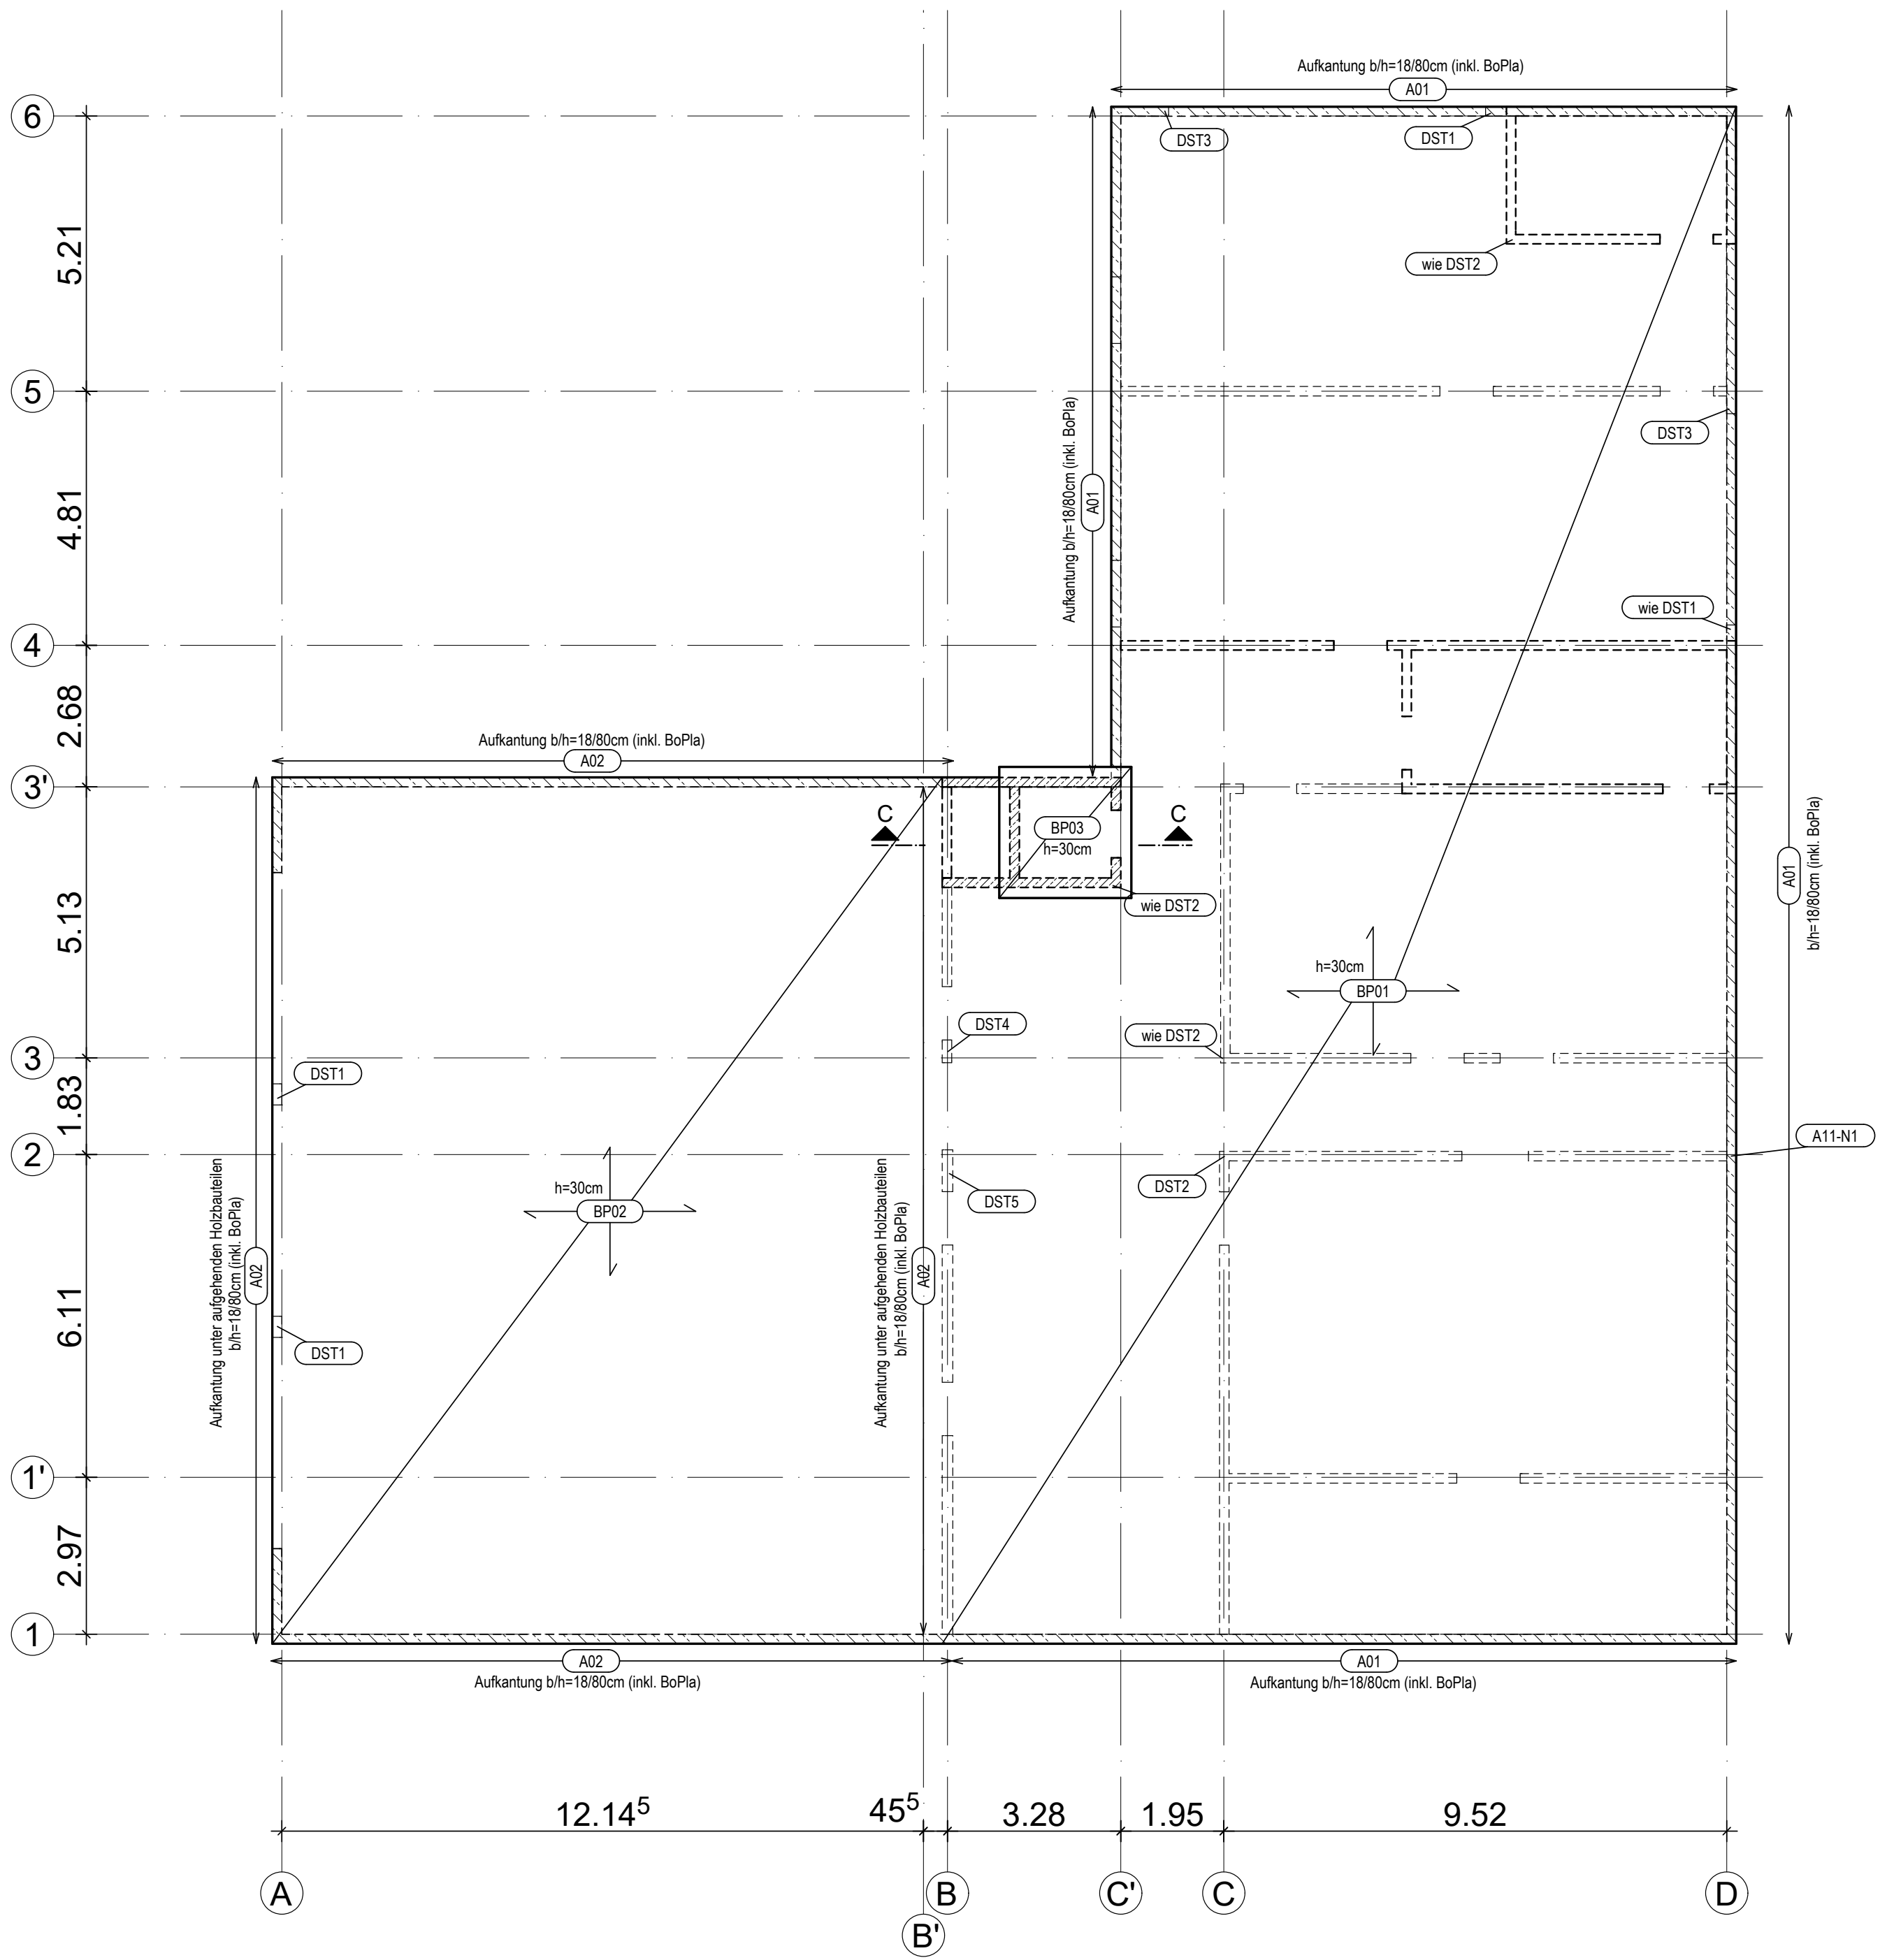 Aufkantung b/h=18/80cm (inkl. BoPla)
A01
6
DST3
DST1
5.21
wie DST2
5
Aufkantung b/h=18/80cm (inkl. BoPla)
A01
DST3
4.81
wie DST1
4
2.68
Aufkantung b/h=18/80cm (inkl. BoPla)
A02
3'
C
C
BP03
h=30cm
A01
b/h=18/80cm (inkl. BoPla)
wie DST2
5.13
h=30cm
BP01
DST4
wie DST2
3
DST1
1.83
A11-N1
2
DST2
DST5
h=30cm
BP02
Aufkantung unter aufgehenden Holzbauteilen
b/h=18/80cm (inkl. BoPla)
A02
Aufkantung unter aufgehenden Holzbauteilen
b/h=18/80cm (inkl. BoPla)
A02
6.11
DST1
1'
2.97
1
A02
Aufkantung b/h=18/80cm (inkl. BoPla)
A01
Aufkantung b/h=18/80cm (inkl. BoPla)
12.14⁵
45⁵
3.28
1.95
9.52
A
B
C'
C
D
B'